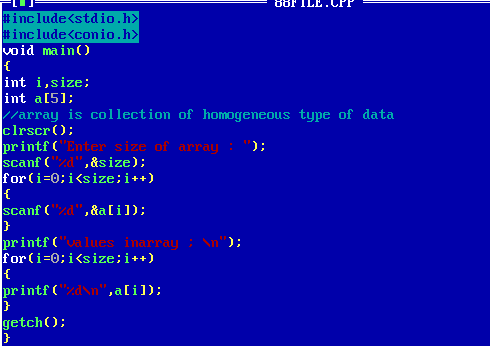 [■] 88FILE.CPP
#include<stdio.h>
#include<conio.h>
void main()
{
int i,size;
int a[5];
//array is collection of homogeneous type of data
clrscr();
printf("Enter size of array : ");
scanf("%d",&size);
for(i=0;i<size;i++)
{
scanf("%d",&a[i]);
}
printf("values inarray : \n");
for(i=0;i<size;i++)
{
printf("%d\n",a[i]);
}
getch();
}